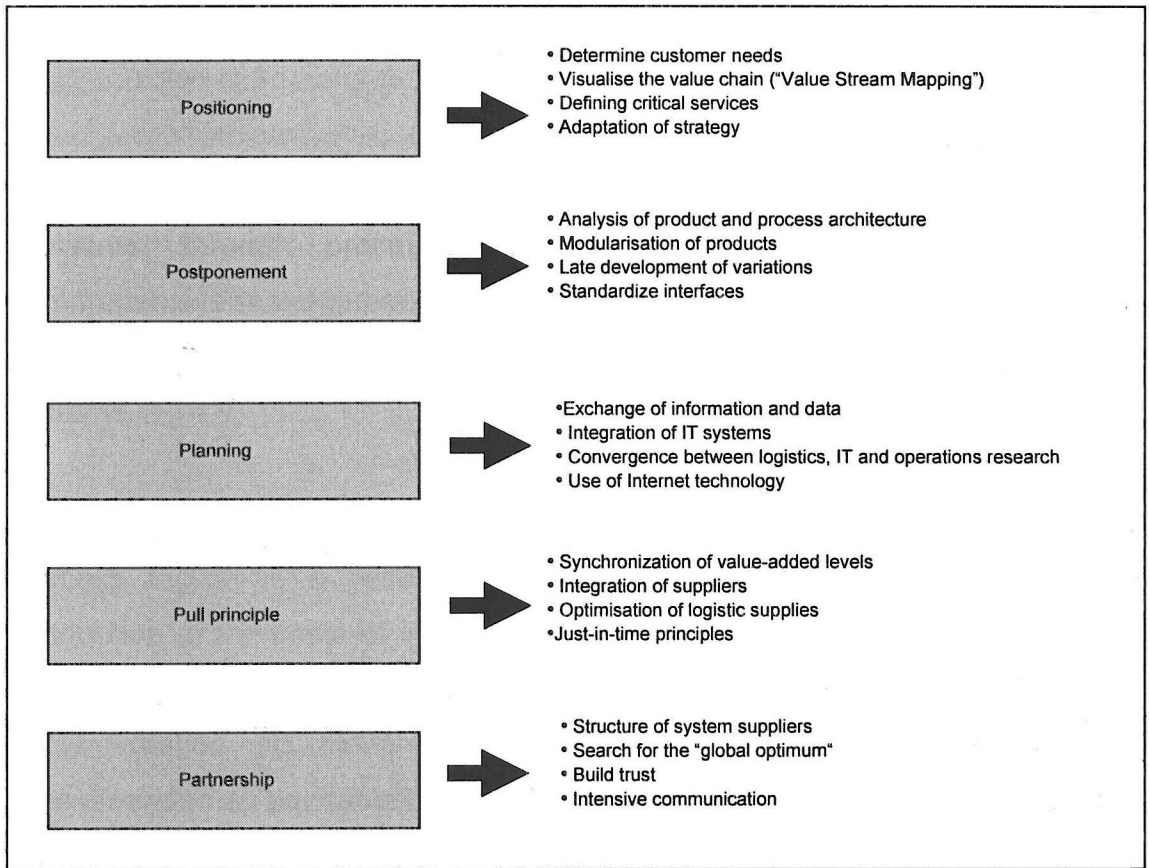 Positioning
• Determine customer needs
• Visualise the value chain (“Value Stream Mapping”)
• Defining critical services
• Adaptation of strategy
Postponement
• Analysis of product and process architecture
• Modularisation of products
• Late development of variations
• Standardize interfaces
Planning
•Exchange of information and data
• Integration of IT systems
• Convergence between logistics, IT and operations research
• Use of Internet technology
Pull principle
• Synchronization of value-added levels
• Integration of suppliers
• Optimisation of logistic supplies
•Just-in-time principles
Partnership
• Structure of system suppliers
• Search for the “global optimum“
• Build trust
• Intensive communication